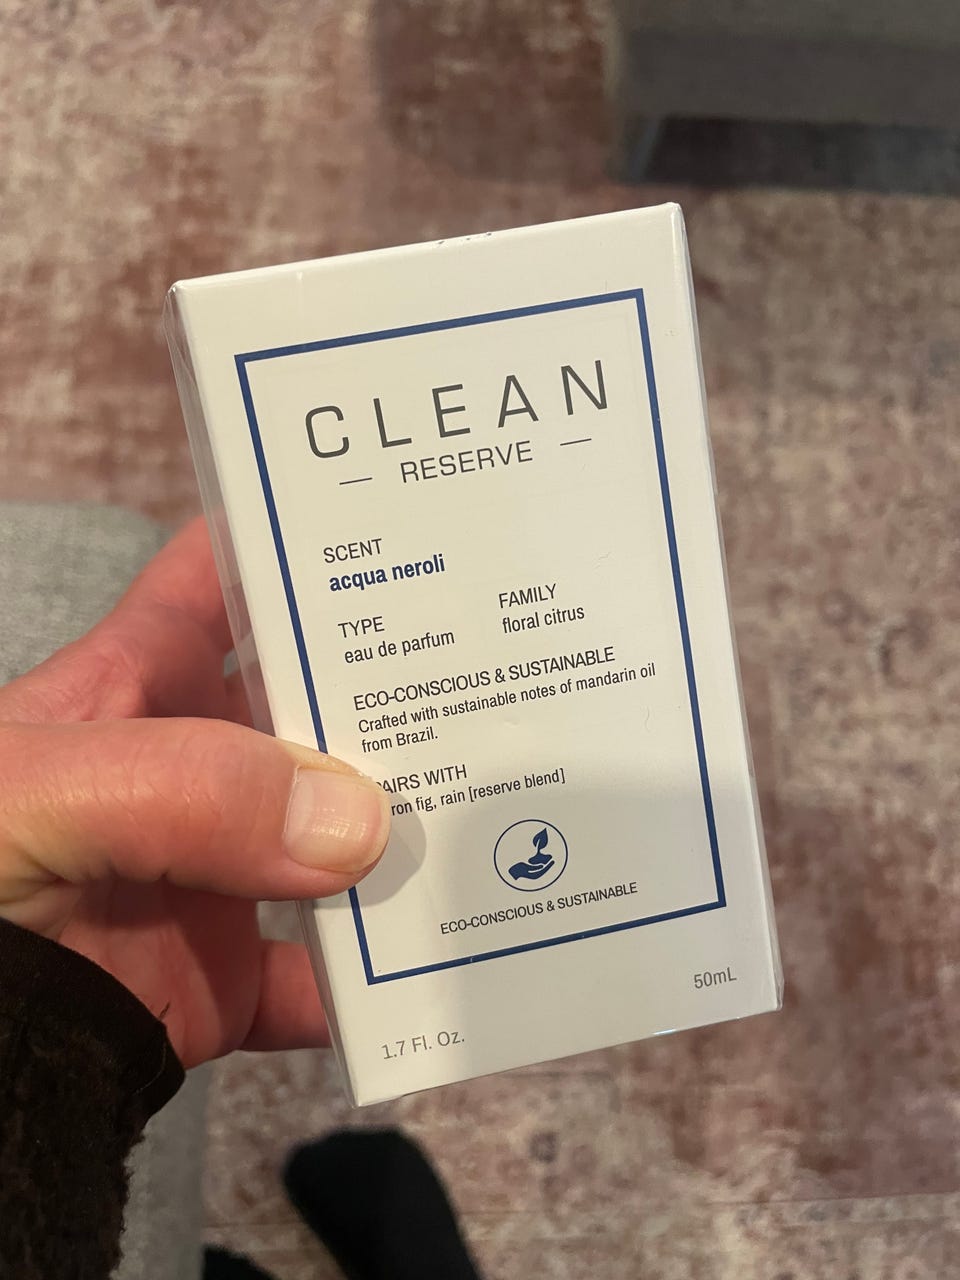 CLEAN
— RESERVE —
SCENT
acqua neroli
TYPE
eau de parfum
FAMILY
floral citrus
ECO-CONSCIOUS & SUSTAINABLE
Crafted with sustainable notes of mandarin oil
from Brazil.
WITH
fig, rain [reserve blend]
ECO-CONSCIOUS & SUSTAINABLE
50mL
1.7 Fl. Oz.